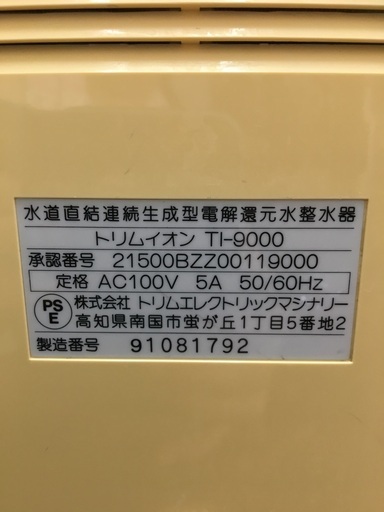 水道直結連続生成型電解還元水整水器
トリムイオン TI-9000
承認番号 21500BZZ00119000
定格 AC100V 5A 50/60Hz
PSE 株式会社トリムエレクトリックマシナリー
高知県南国市蛍が丘1丁目5番地2
製造番号 91081792